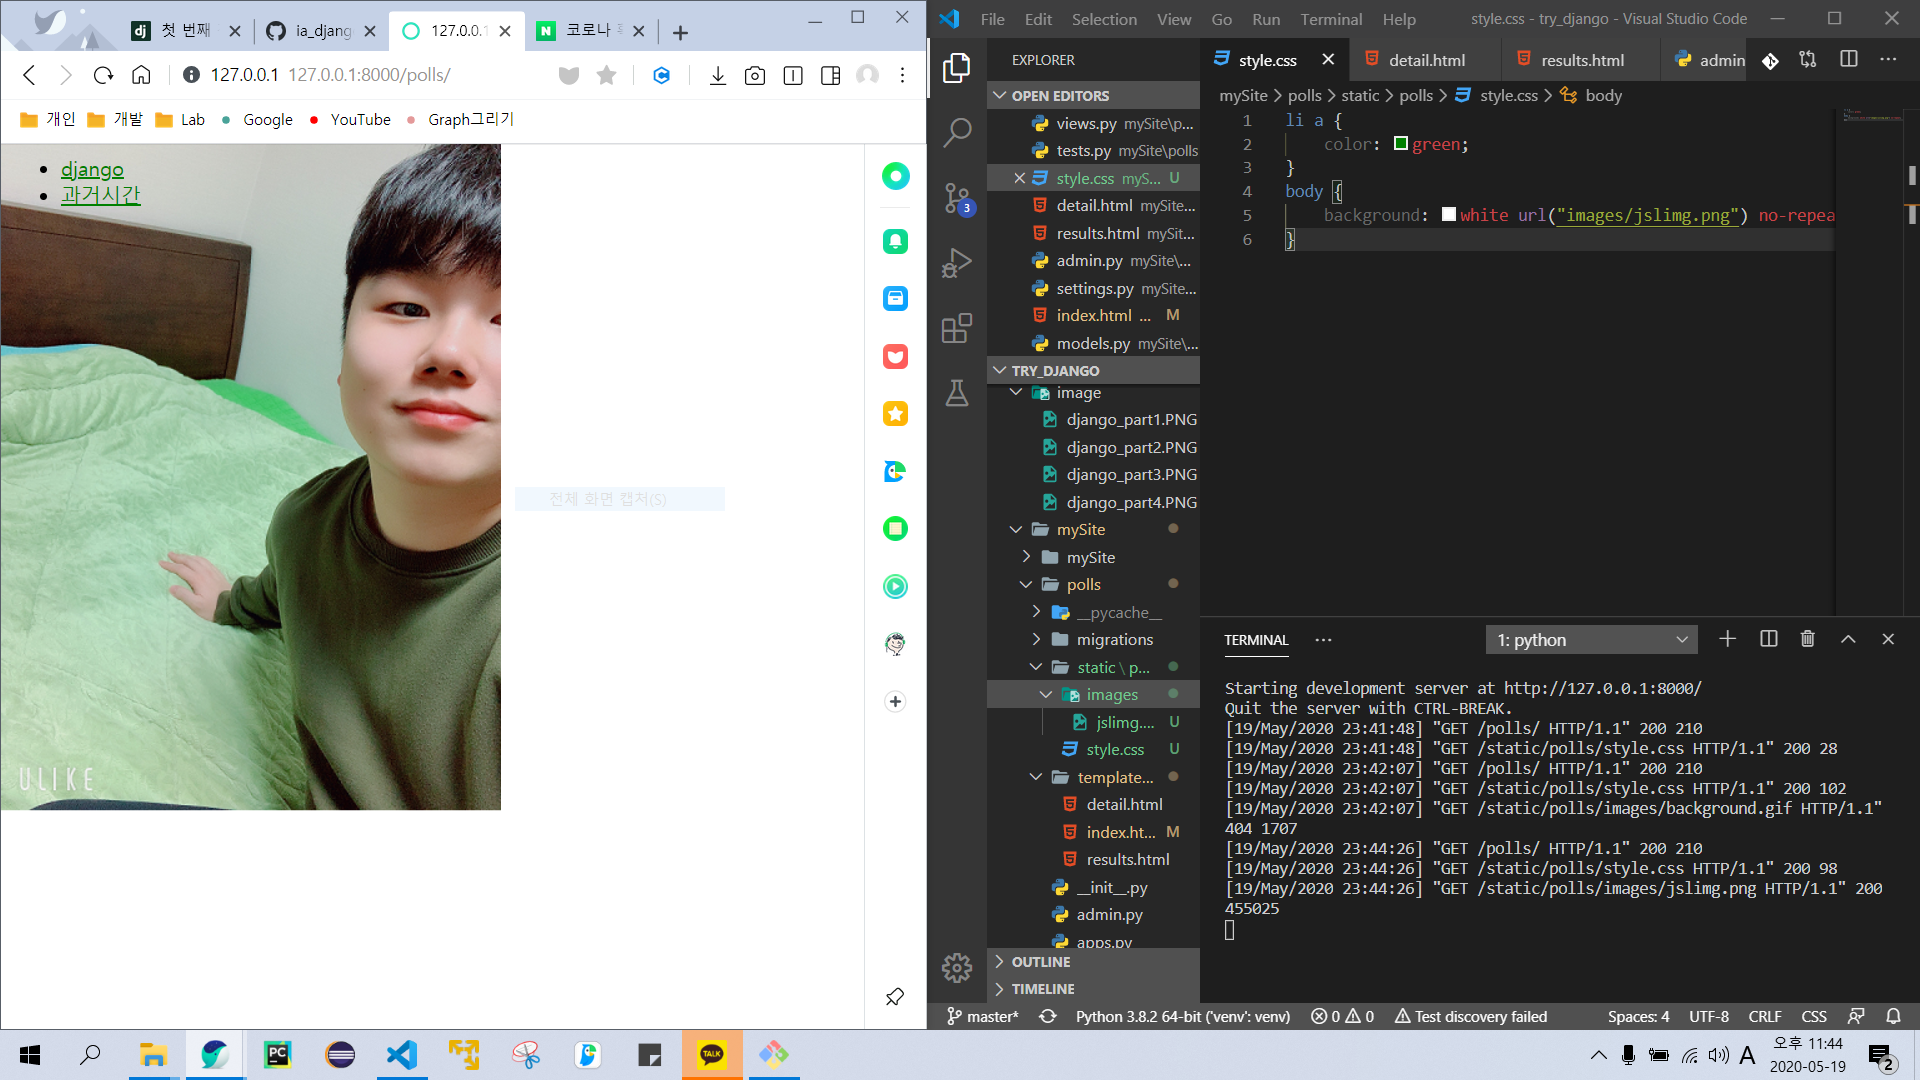 첫 번째
ia_djang
127.0.0.1
코로나
127.0.0.1 127.0.0.1:8000/polls/
개인
개발
Lab
Google
YouTube
Graph그리기
django
과거시간
전체 화면 캡처(S)
ULIKE
File Edit Selection View Go Run Terminal Help
style.css - try_django - Visual Studio Code
EXPLORER
OPEN EDITORS
views.py mySite\p...
tests.py mySite\polls
style.css myS... U
detail.html mySite...
results.html mySit...
admin.py mySite\...
settings.py mySite...
index.html ... M
models.py mySite\...
TRY_DJANGO
image
django_part1.PNG
django_part2.PNG
django_part3.PNG
django_part4.PNG
mySite
mySite
polls
__pycache__
migrations
static \ p...
images
jslimg.... U
style.css U
template...
detail.html
index.ht... M
results.html
__init__.py
admin.py
apps.py
OUTLINE
TIMELINE
style.css
detail.html
results.html
admin
mySite > polls > static > polls > style.css > body
1 li a {
2 color: green;
3 }
4 body {
5 background: white url("images/jslimg.png") no-repea
6 }
TERMINAL
1: python
Starting development server at http://127.0.0.1:8000/
Quit the server with CTRL-BREAK.
[19/May/2020 23:41:48] "GET /polls/ HTTP/1.1" 200 210
[19/May/2020 23:41:48] "GET /static/polls/style.css HTTP/1.1" 200 28
[19/May/2020 23:42:07] "GET /polls/ HTTP/1.1" 200 210
[19/May/2020 23:42:07] "GET /static/polls/style.css HTTP/1.1" 200 102
[19/May/2020 23:42:07] "GET /static/polls/images/background.gif HTTP/1.1"
404 1707
[19/May/2020 23:44:26] "GET /polls/ HTTP/1.1" 200 210
[19/May/2020 23:44:26] "GET /static/polls/style.css HTTP/1.1" 200 98
[19/May/2020 23:44:26] "GET /static/polls/images/jslimg.png HTTP/1.1" 200
455025
3
master*
Python 3.8.2 64-bit ('venv': venv)
0 0
Test discovery failed
Spaces: 4
UTF-8
CRLF
CSS
PC
TALK
A
오후 11:44
2020-05-19
2